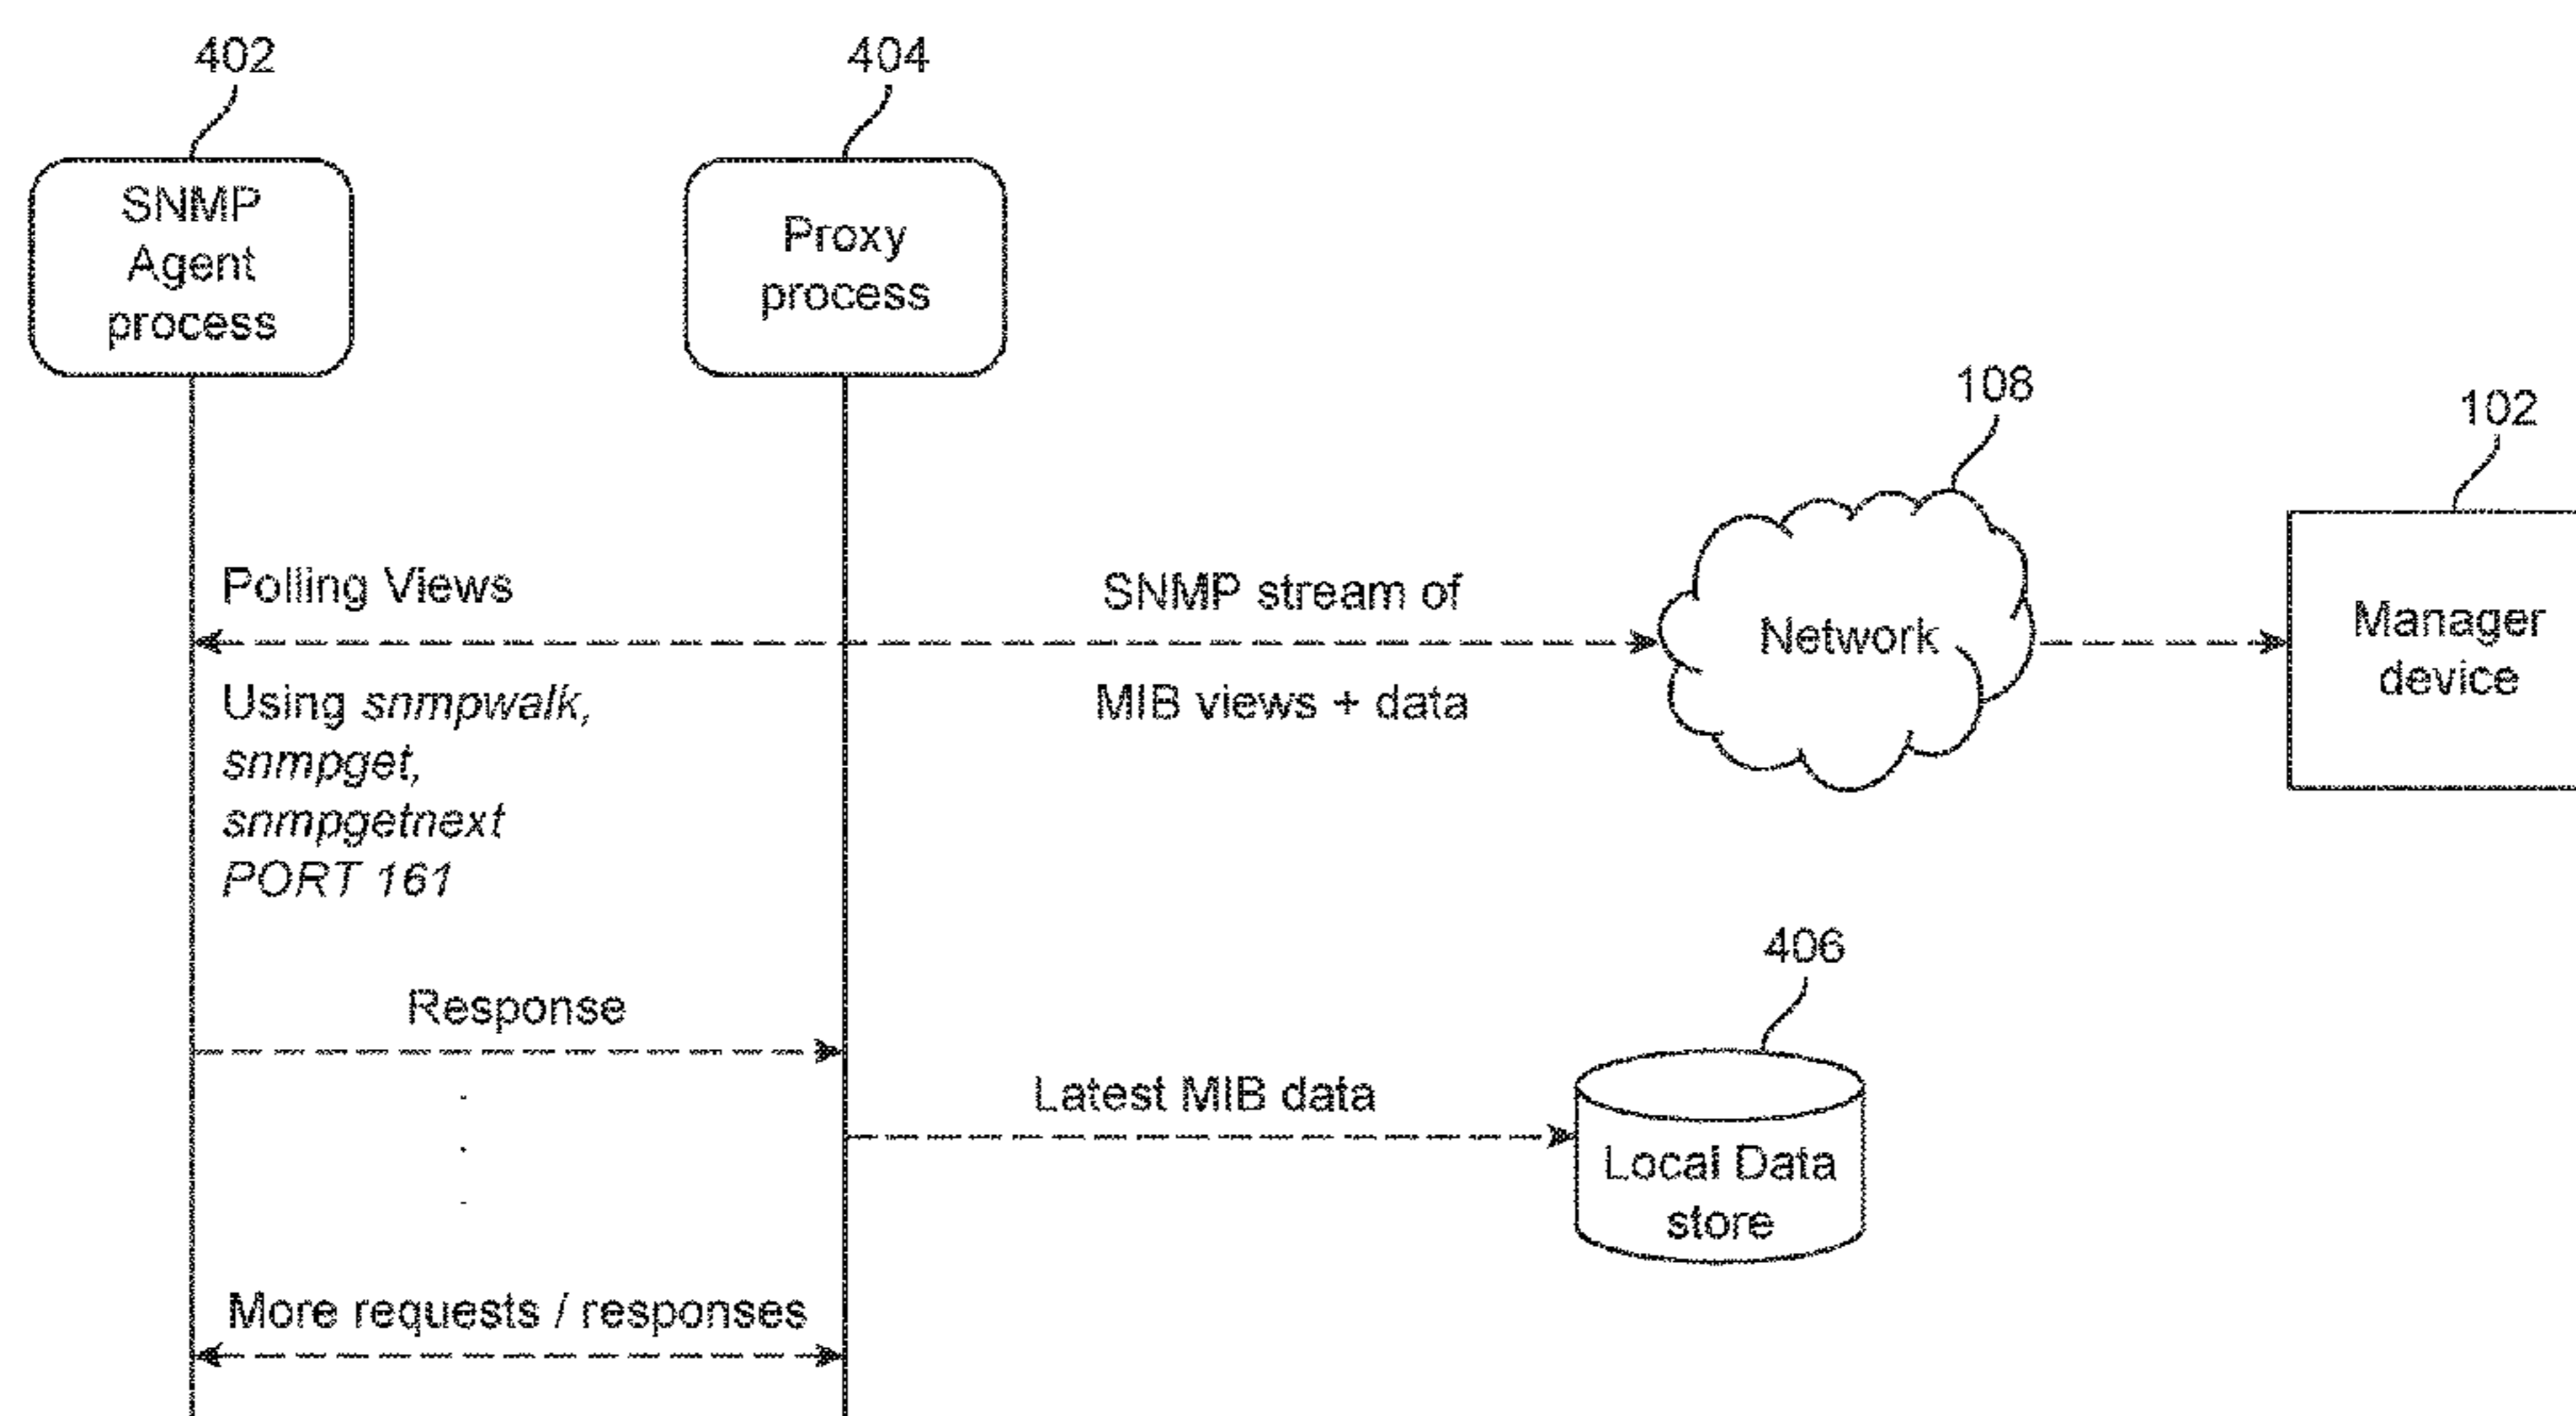 402
404
SNMP
Agent
process
Proxy
process
108
102
Polling Views
SNMP stream of
Network
Manager
device
Using snmpwalk,
snmpget,
snmpgetnext
PORT 161
MIB views + data
406
Response
Latest MIB data
Local Data
store
More requests / responses